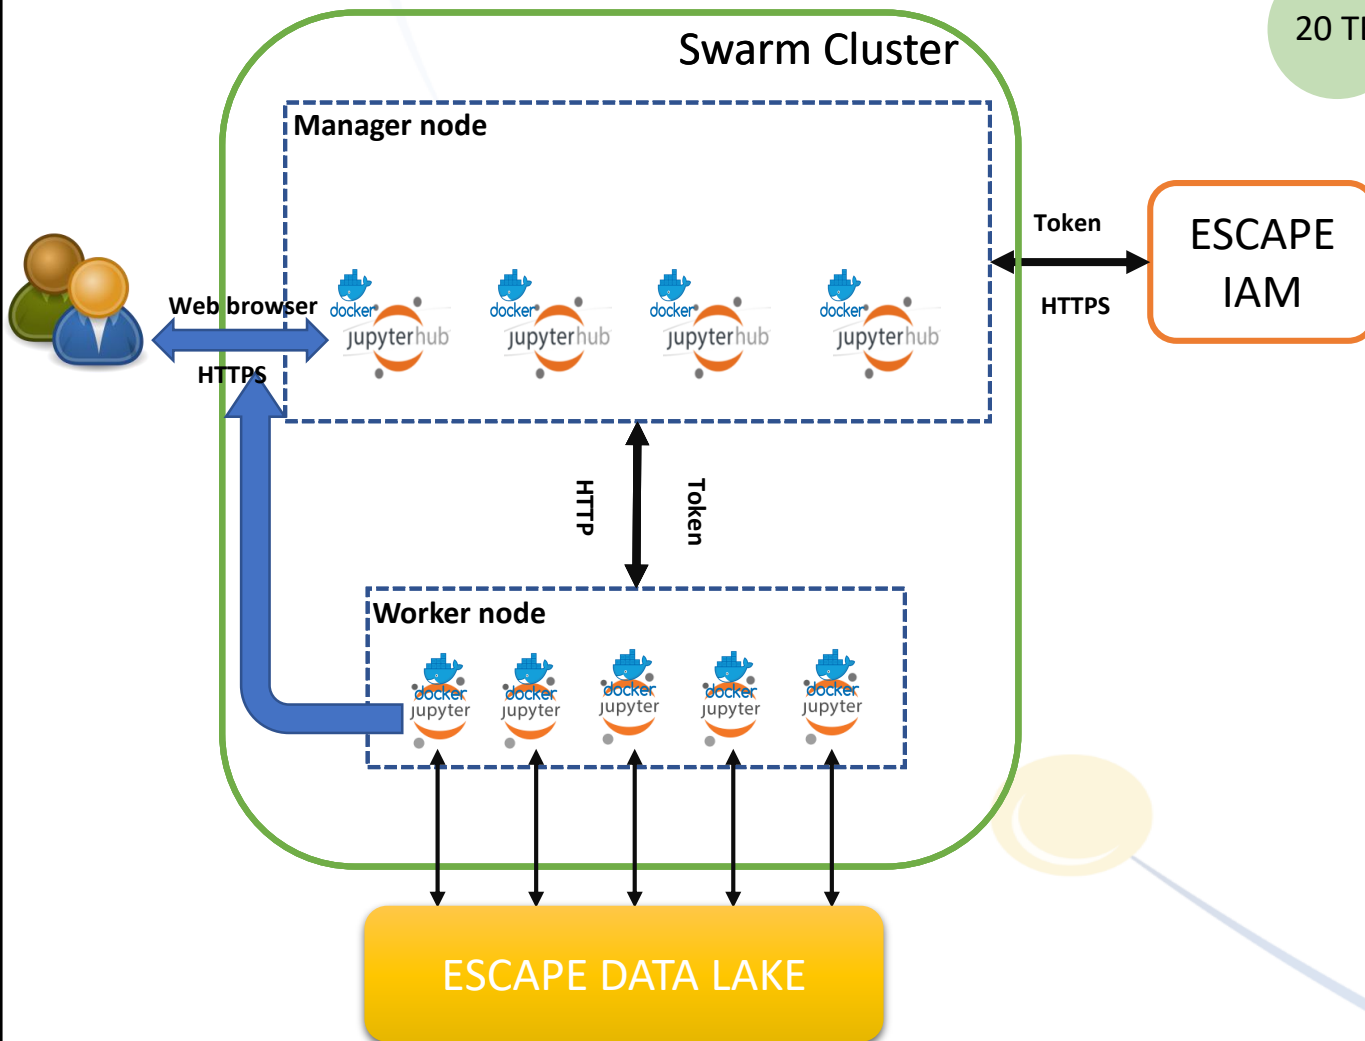 Swarm Cluster
20
Manager node
Token
ESCAPE
IAM
HTTPS
Web browser
HTTPS
docker
jupyterhub
docker
jupyterhub
docker
jupyterhub
docker
jupyterhub
HTTP
Token
Worker node
docker
jupyter
docker
jupyter
docker
jupyter
docker
jupyter
docker
jupyter
ESCAPE DATA LAKE